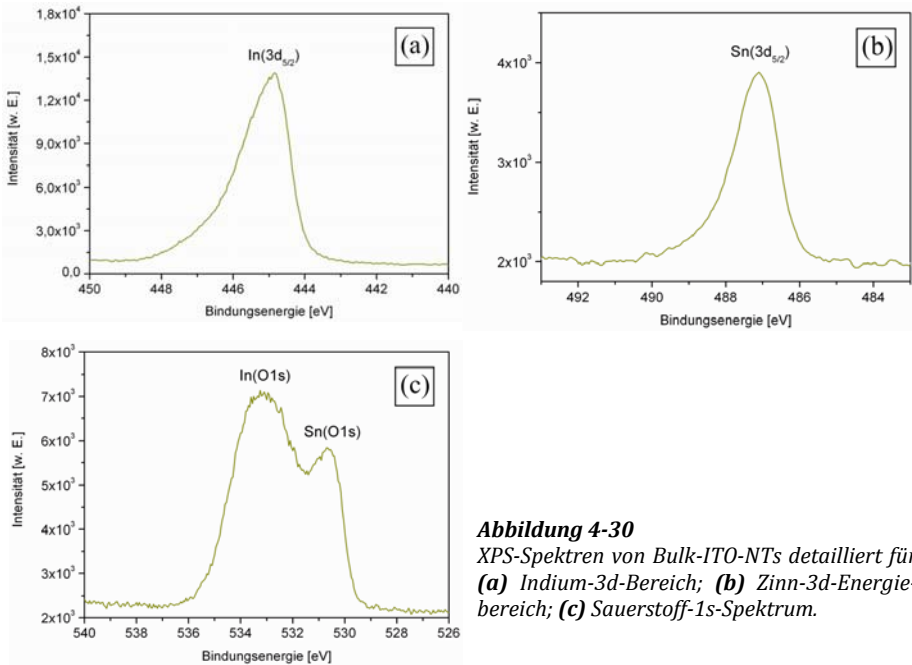 1,8x10⁴
1,5x10⁴
1,2x10⁴
9,0x10³
6,0x10³
3,0x10³
0,0
Intensität [w. E.]
In(3d5/2)
(a)
450 448 446 444 442 440
Bindungsenergie [eV]
4x10³
3x10³
2x10³
Intensität [w. E.]
Sn(3d5/2)
(b)
492 490 488 486 484
Bindungsenergie [eV]
8x10³
7x10³
6x10³
5x10³
4x10³
3x10³
2x10³
Intensität [w. E.]
In(O1s)
Sn(O1s)
(c)
540 538 536 534 532 530 528 526
Bindungsenergie [eV]
Abbildung 4-30
XPS-Spektren von Bulk-ITO-NTs detailliert für
(a) Indium-3d-Bereich; (b) Zinn-3d-Energie-
bereich; (c) Sauerstoff-1s-Spektrum.